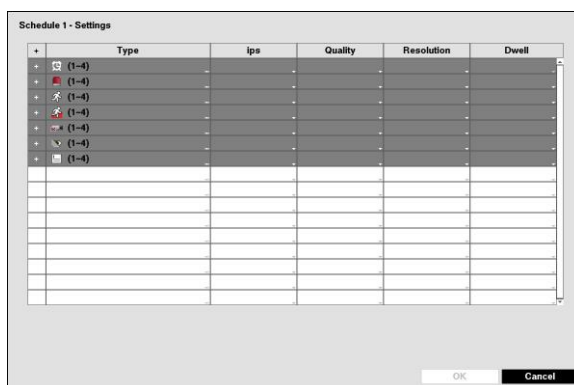 Schedule 1 - Settings
+ Type ips Quality Resolution Dwell
+ (1~4)
+ (1~4)
+ (1~4)
+ (1~4)
+ (1~4)
+ (1~4)
+ (1~4)
OK Cancel